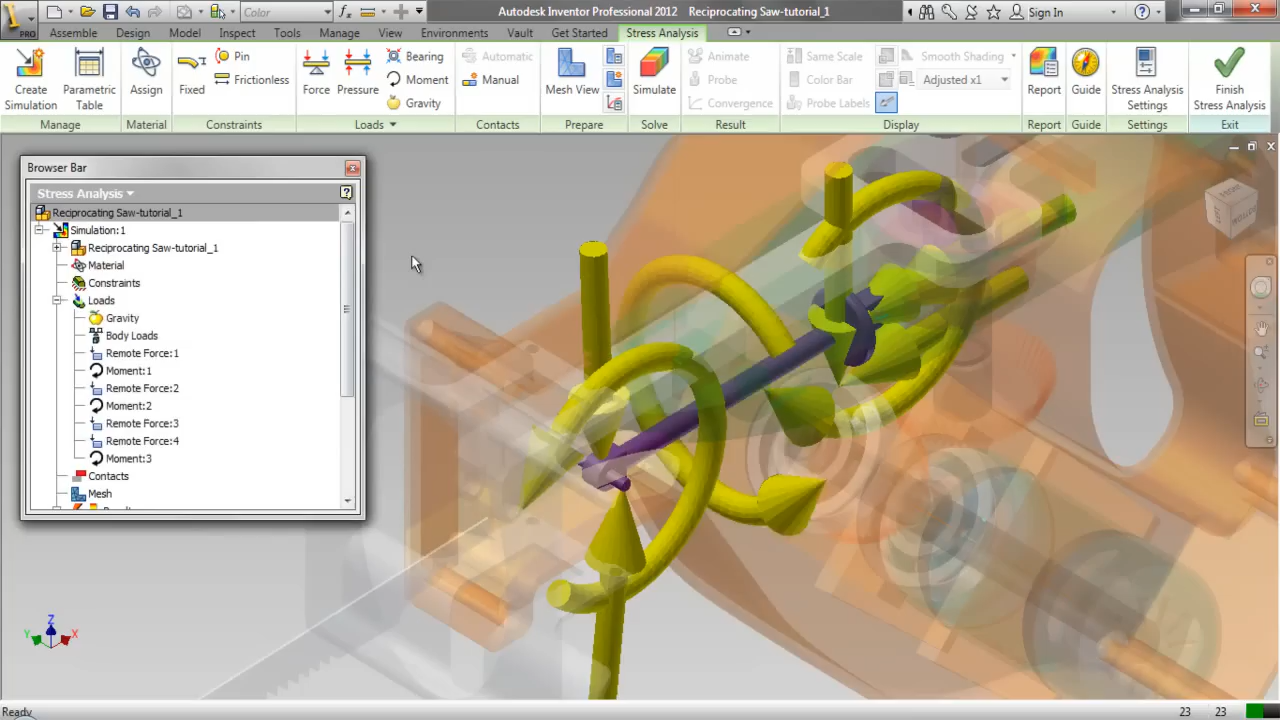 PRO
Color
Autodesk Inventor Professional 2012 Reciprocating Saw-tutorial_1
Sign In
Assemble Design Model Inspect Tools Manage View Environments Vault Get Started Stress Analysis
Create Simulation
Parametric Table
Assign
Fixed
Pin
Frictionless
Force
Pressure
Bearing
Moment
Gravity
Automatic
Manual
Mesh View
Simulate
Animate
Probe
Convergence
Same Scale
Color Bar
Probe Labels
Smooth Shading
Adjusted x1
Report
Guide
Stress Analysis Settings
Finish Stress Analysis
Manage Material Constraints Loads Contacts Prepare Solve Result Display Report Guide Settings Exit
Browser Bar
Stress Analysis
Reciprocating Saw-tutorial_1
Simulation:1
Reciprocating Saw-tutorial_1
Material
Constraints
Loads
Gravity
Body Loads
Remote Force:1
Moment:1
Remote Force:2
Moment:2
Remote Force:3
Remote Force:4
Moment:3
Contacts
Mesh
Z
Y
X
Ready
23 23